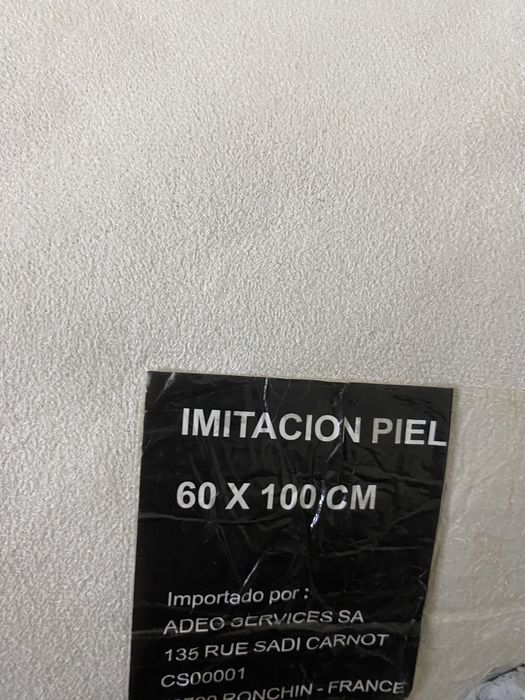 IMITACION PIEL
60 X 100 CM
Importado por :
ADEO SERVICES SA
135 RUE SADI CARNOT
CS00001
RONCHIN - FRANCE